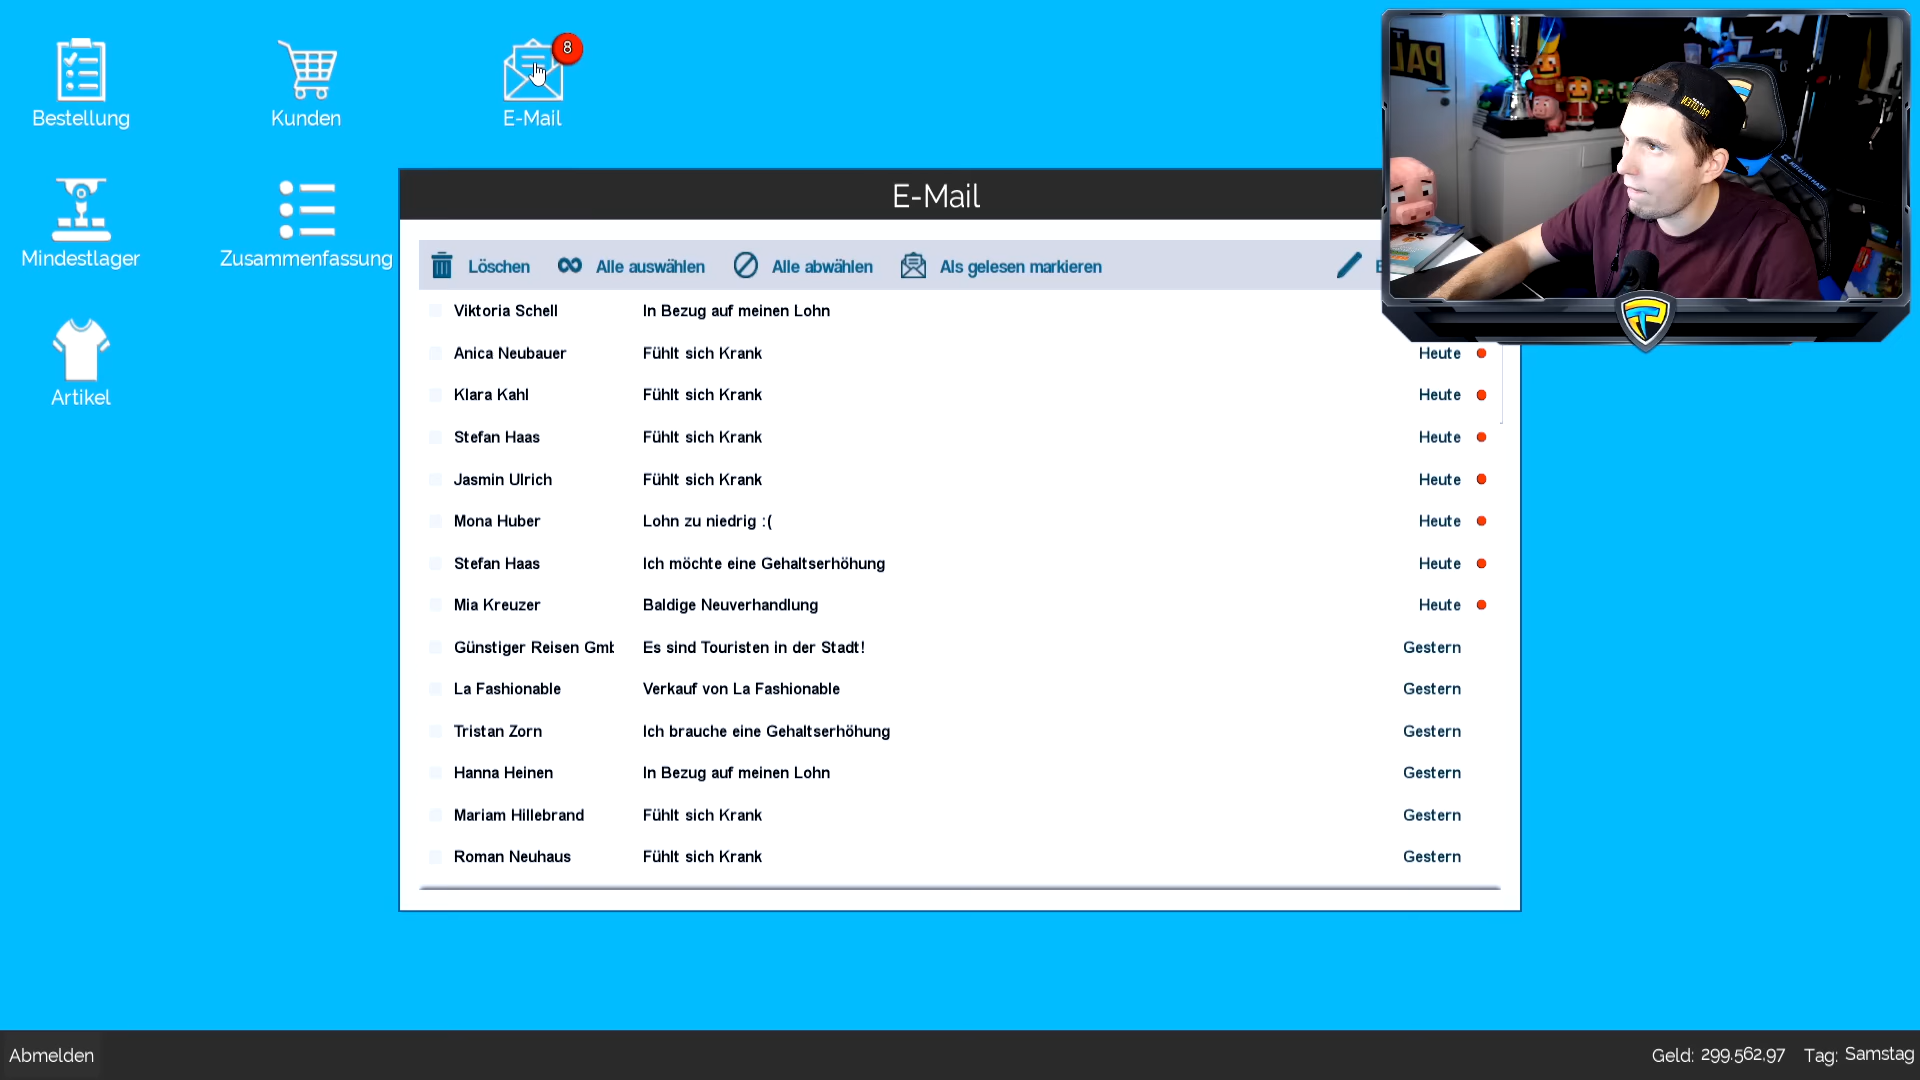 8
Bestellung
Kunden
E-Mail
Mindestlager
Zusammenfassung
Artikel
E-Mail
Löschen Alle auswählen Alle abwählen Als gelesen markieren
Viktoria Schell In Bezug auf meinen Lohn
Anica Neubauer Fühlt sich Krank Heute
Klara Kahl Fühlt sich Krank Heute
Stefan Haas Fühlt sich Krank Heute
Jasmin Ulrich Fühlt sich Krank Heute
Mona Huber Lohn zu niedrig :( Heute
Stefan Haas Ich möchte eine Gehaltserhöhung Heute
Mia Kreuzer Baldige Neuverhandlung Heute
Günstiger Reisen Gmb Es sind Touristen in der Stadt! Gestern
La Fashionable Verkauf von La Fashionable Gestern
Tristan Zorn Ich brauche eine Gehaltserhöhung Gestern
Hanna Heinen In Bezug auf meinen Lohn Gestern
Mariam Hillebrand Fühlt sich Krank Gestern
Roman Neuhaus Fühlt sich Krank Gestern
Abmelden
Geld: 299.562,97 Tag: Samstag